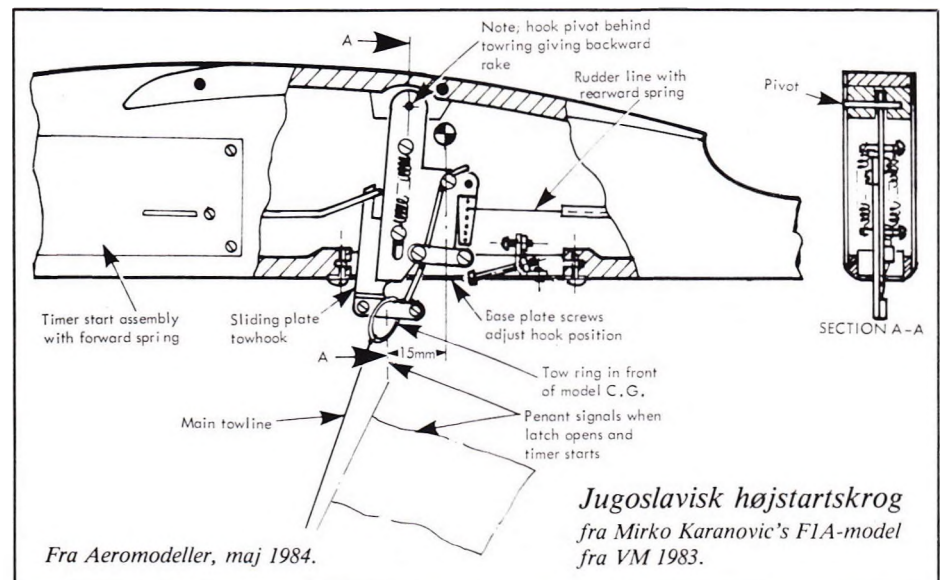 A
Note; hook pivot behind
towring giving backward
rake
Rudder line with
rearward spring
Pivot
Timer start assembly
with forward spring
Sliding plate
towhook
Base plate screws
adjust hook position
SECTION A-A
A
15mm
Tow ring in front
of model C.G.
Main towline
Penant signals when
latch opens and
timer starts
Jugoslavisk højstartskrog
fra Mirko Karanovic's F1A-model
fra VM 1983.
Fra Aeromodeller, maj 1984.